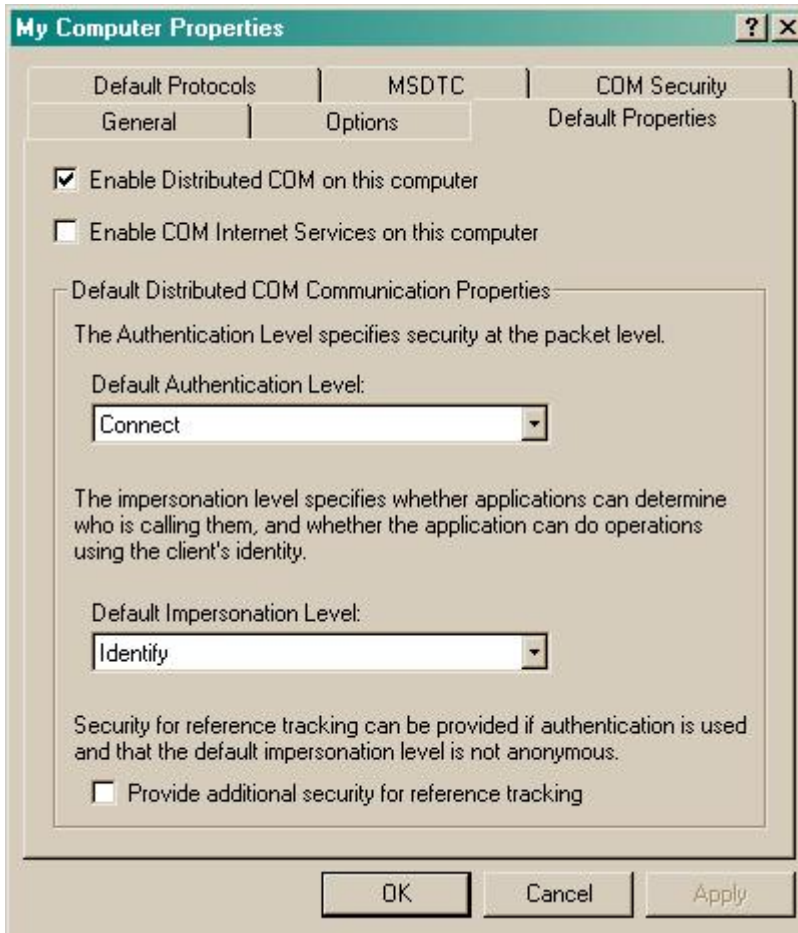 My Computer Properties
Default Protocols MSDTC COM Security
General Options Default Properties
Enable Distributed COM on this computer
Enable COM Internet Services on this computer
Default Distributed COM Communication Properties
The Authentication Level specifies security at the packet level.
Default Authentication Level:
Connect
The impersonation level specifies whether applications can determine
who is calling them, and whether the application can do operations
using the client's identity.
Default Impersonation Level:
Identify
Security for reference tracking can be provided if authentication is used
and that the default impersonation level is not anonymous.
Provide additional security for reference tracking
OK Cancel Apply